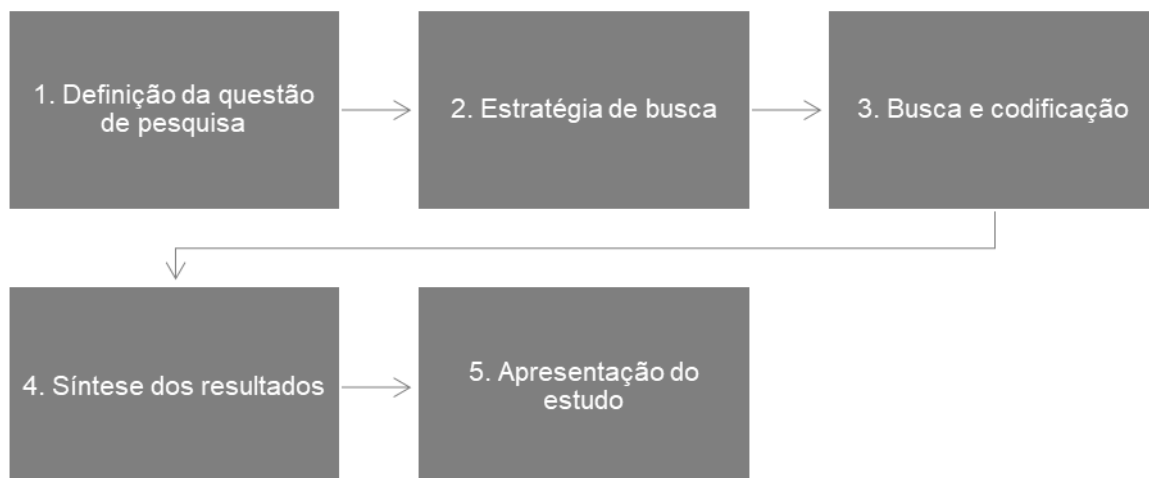 1. Definição da questão
de pesquisa
2. Estratégia de busca
3. Busca e codificação
4. Síntese dos resultados
5. Apresentação do
estudo